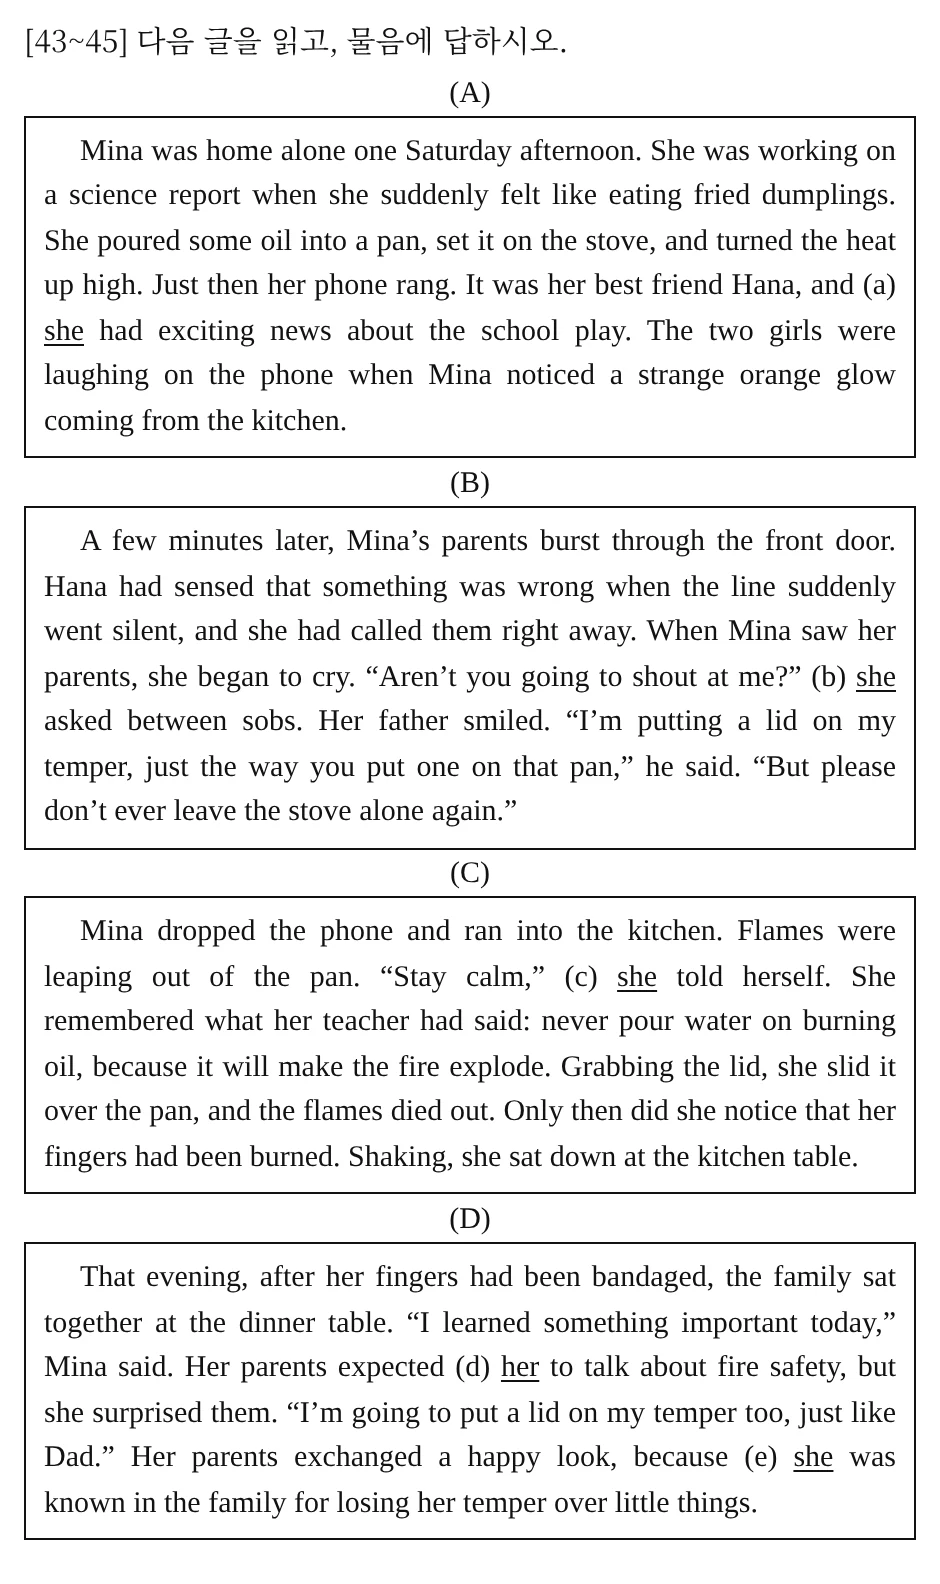 [43~45] 다음 글을 읽고, 물음에 답하시오.
(A)
Mina was home alone one Saturday afternoon. She was working on
a science report when she suddenly felt like eating fried dumplings.
She poured some oil into a pan, set it on the stove, and turned the heat
up high. Just then her phone rang. It was her best friend Hana, and (a)
she had exciting news about the school play. The two girls were
laughing on the phone when Mina noticed a strange orange glow
coming from the kitchen.
(B)
A few minutes later, Mina’s parents burst through the front door.
Hana had sensed that something was wrong when the line suddenly
went silent, and she had called them right away. When Mina saw her
parents, she began to cry. “Aren’t you going to shout at me?” (b) she
asked between sobs. Her father smiled. “I’m putting a lid on my
temper, just the way you put one on that pan,” he said. “But please
don’t ever leave the stove alone again.”
(C)
Mina dropped the phone and ran into the kitchen. Flames were
leaping out of the pan. “Stay calm,” (c) she told herself. She
remembered what her teacher had said: never pour water on burning
oil, because it will make the fire explode. Grabbing the lid, she slid it
over the pan, and the flames died out. Only then did she notice that her
fingers had been burned. Shaking, she sat down at the kitchen table.
(D)
That evening, after her fingers had been bandaged, the family sat
together at the dinner table. “I learned something important today,”
Mina said. Her parents expected (d) her to talk about fire safety, but
she surprised them. “I’m going to put a lid on my temper too, just like
Dad.” Her parents exchanged a happy look, because (e) she was
known in the family for losing her temper over little things.